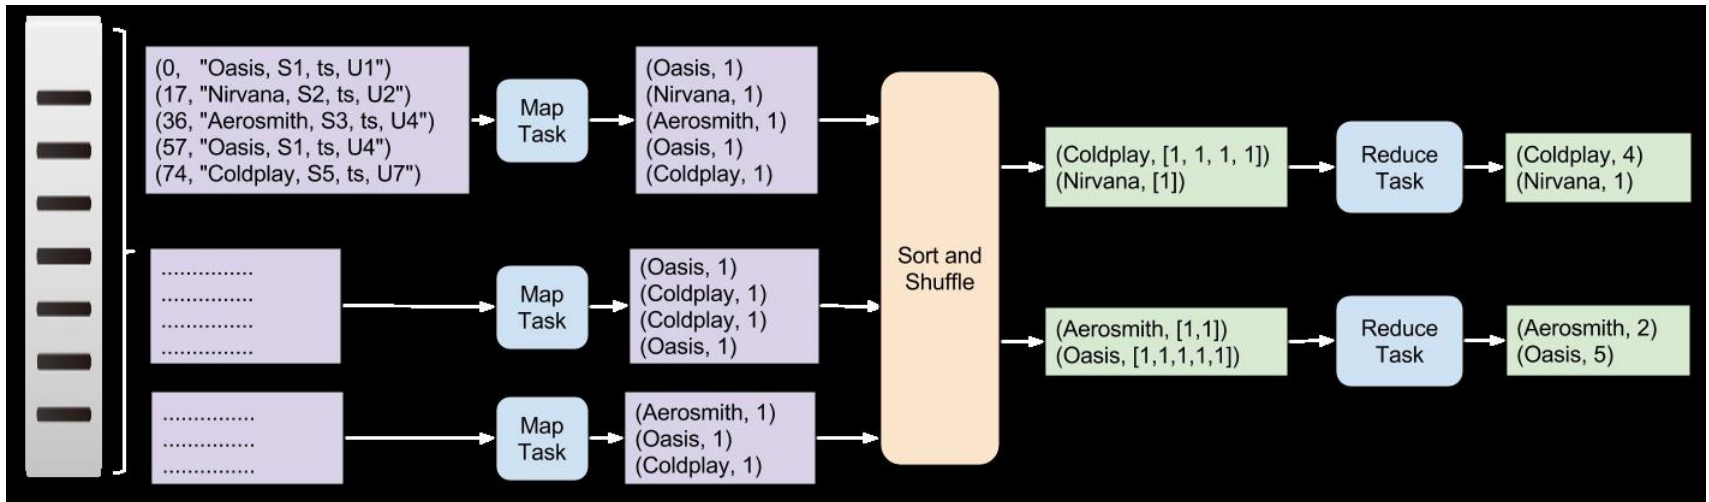 (0, "Oasis, S1, ts, U1")
(17, "Nirvana, S2, ts, U2")
(36, "Aerosmith, S3, ts, U4")
(57, "Oasis, S1, ts, U4")
(74, "Coldplay, S5, ts, U7")
Map
Task
(Oasis, 1)
(Nirvana, 1)
(Aerosmith, 1)
(Oasis, 1)
(Coldplay, 1)
...............
...............
...............
...............
Map
Task
(Oasis, 1)
(Coldplay, 1)
(Coldplay, 1)
(Oasis, 1)
...............
...............
...............
Map
Task
(Aerosmith, 1)
(Oasis, 1)
(Coldplay, 1)
Sort and
Shuffle
(Coldplay, [1, 1, 1, 1])
(Nirvana, [1])
Reduce
Task
(Coldplay, 4)
(Nirvana, 1)
(Aerosmith, [1,1])
(Oasis, [1,1,1,1,1])
Reduce
Task
(Aerosmith, 2)
(Oasis, 5)